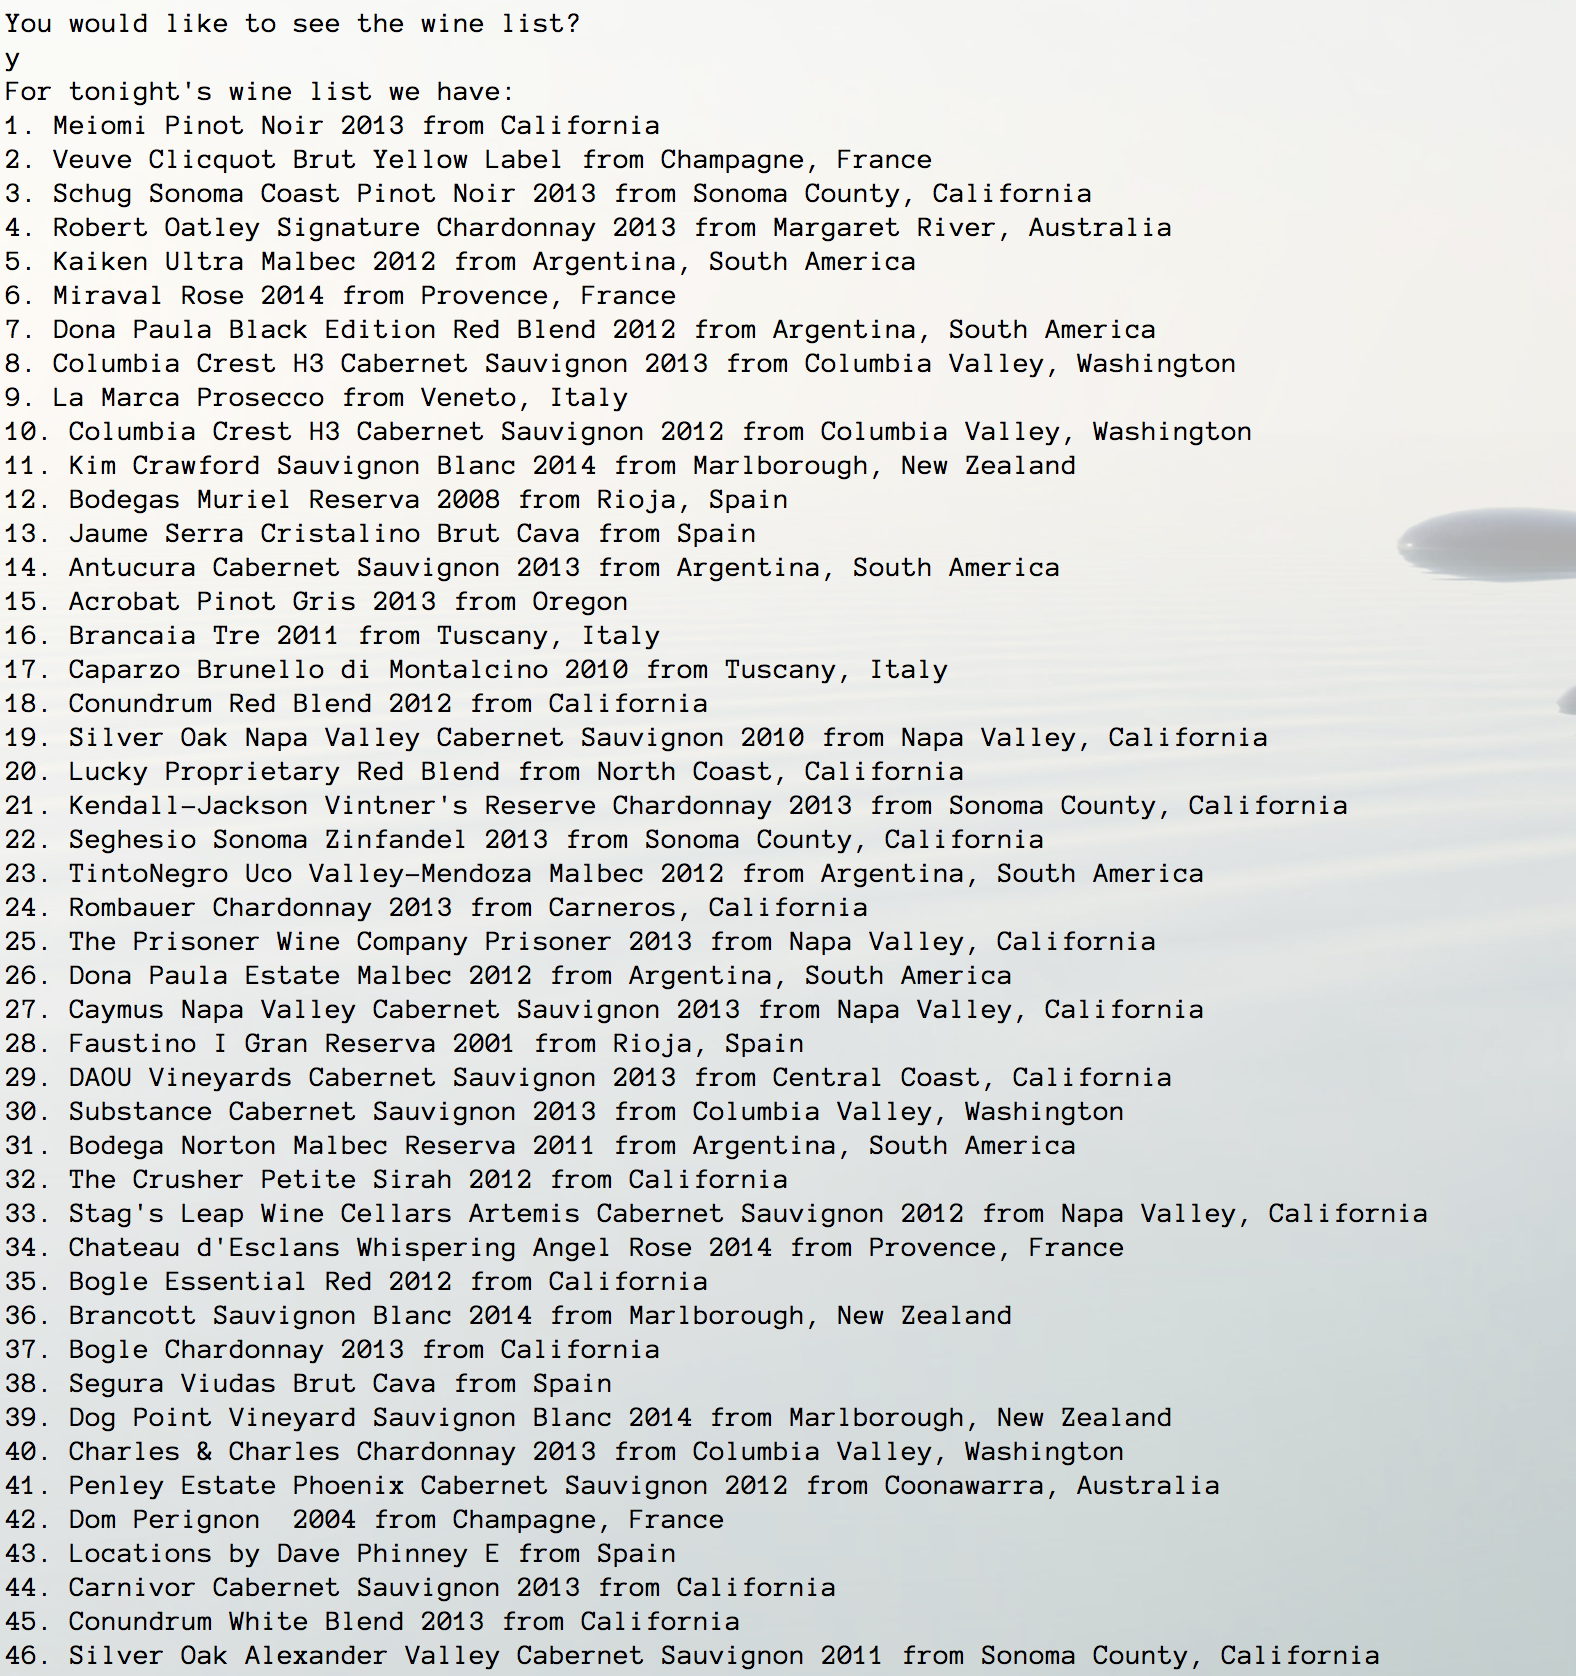 You would like to see the wine list?
y
For tonight's wine list we have:
1. Meiomi Pinot Noir 2013 from California
2. Veuve Clicquot Brut Yellow Label from Champagne, France
3. Schug Sonoma Coast Pinot Noir 2013 from Sonoma County, California
4. Robert Oatley Signature Chardonnay 2013 from Margaret River, Australia
5. Kaiken Ultra Malbec 2012 from Argentina, South America
6. Miraval Rose 2014 from Provence, France
7. Dona Paula Black Edition Red Blend 2012 from Argentina, South America
8. Columbia Crest H3 Cabernet Sauvignon 2013 from Columbia Valley, Washington
9. La Marca Prosecco from Veneto, Italy
10. Columbia Crest H3 Cabernet Sauvignon 2012 from Columbia Valley, Washington
11. Kim Crawford Sauvignon Blanc 2014 from Marlborough, New Zealand
12. Bodegas Muriel Reserva 2008 from Rioja, Spain
13. Jaume Serra Cristalino Brut Cava from Spain
14. Antucura Cabernet Sauvignon 2013 from Argentina, South America
15. Acrobat Pinot Gris 2013 from Oregon
16. Brancaia Tre 2011 from Tuscany, Italy
17. Caparzo Brunello di Montalcino 2010 from Tuscany, Italy
18. Conundrum Red Blend 2012 from California
19. Silver Oak Napa Valley Cabernet Sauvignon 2010 from Napa Valley, California
20. Lucky Proprietary Red Blend from North Coast, California
21. Kendall-Jackson Vintner's Reserve Chardonnay 2013 from Sonoma County, California
22. Seghesio Sonoma Zinfandel 2013 from Sonoma County, California
23. TintoNegro Uco Valley-Mendoza Malbec 2012 from Argentina, South America
24. Rombauer Chardonnay 2013 from Carneros, California
25. The Prisoner Wine Company Prisoner 2013 from Napa Valley, California
26. Dona Paula Estate Malbec 2012 from Argentina, South America
27. Caymus Napa Valley Cabernet Sauvignon 2013 from Napa Valley, California
28. Faustino I Gran Reserva 2001 from Rioja, Spain
29. DAOU Vineyards Cabernet Sauvignon 2013 from Central Coast, California
30. Substance Cabernet Sauvignon 2013 from Columbia Valley, Washington
31. Bodega Norton Malbec Reserva 2011 from Argentina, South America
32. The Crusher Petite Sirah 2012 from California
33. Stag's Leap Wine Cellars Artemis Cabernet Sauvignon 2012 from Napa Valley, California
34. Chateau d'Esclans Whispering Angel Rose 2014 from Provence, France
35. Bogle Essential Red 2012 from California
36. Brancott Sauvignon Blanc 2014 from Marlborough, New Zealand
37. Bogle Chardonnay 2013 from California
38. Segura Viudas Brut Cava from Spain
39. Dog Point Vineyard Sauvignon Blanc 2014 from Marlborough, New Zealand
40. Charles & Charles Chardonnay 2013 from Columbia Valley, Washington
41. Penley Estate Phoenix Cabernet Sauvignon 2012 from Coonawarra, Australia
42. Dom Perignon  2004 from Champagne, France
43. Locations by Dave Phinney E from Spain
44. Carnivor Cabernet Sauvignon 2013 from California
45. Conundrum White Blend 2013 from California
46. Silver Oak Alexander Valley Cabernet Sauvignon 2011 from Sonoma County, California